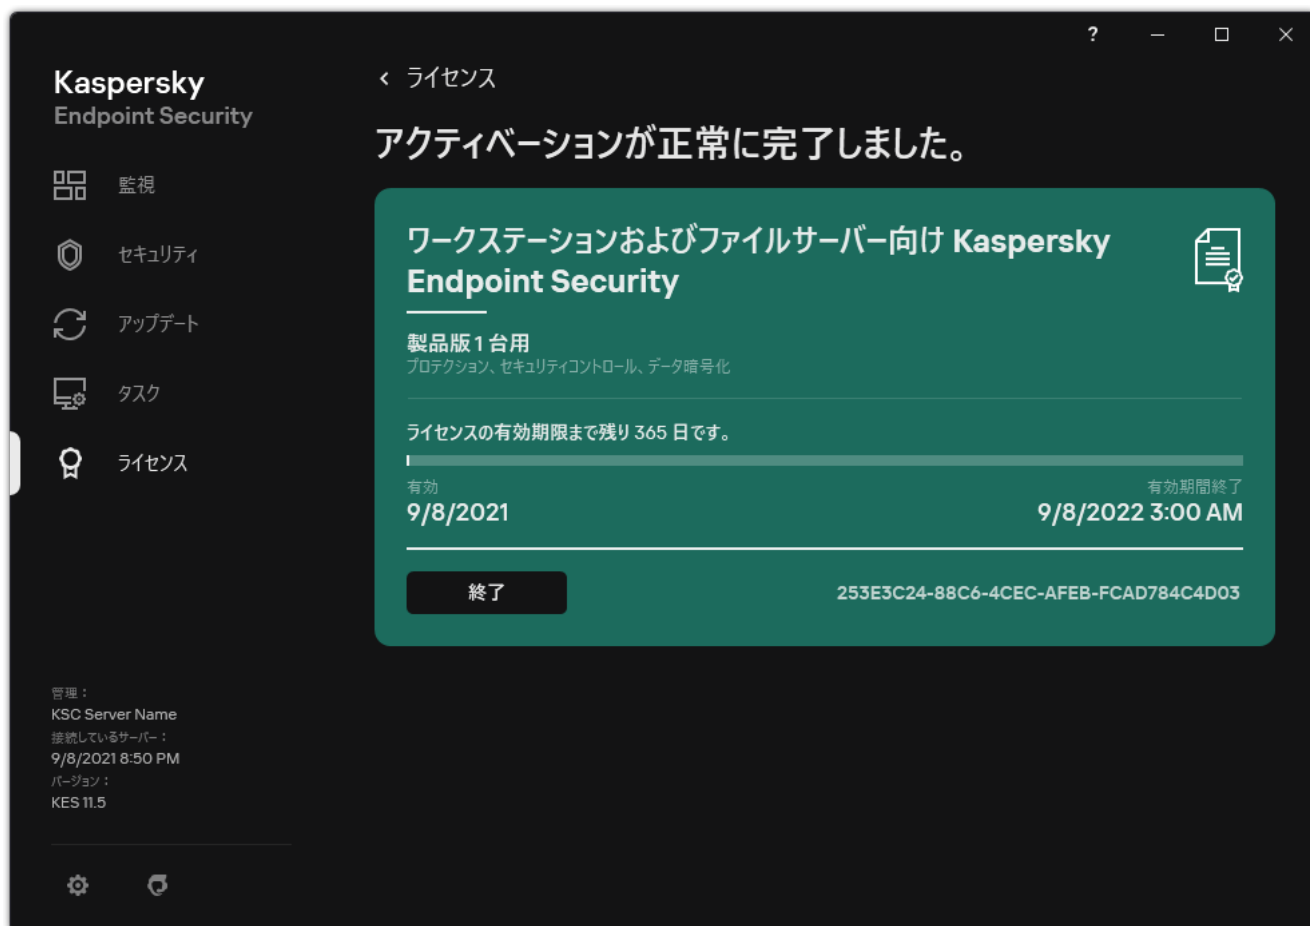 ?
Kaspersky
Endpoint Security
監視
セキュリティ
アップデート
タスク
ライセンス
管理：
KSC Server Name
接続しているサーバー：
9/8/2021 8:50 PM
バージョン：
KES 11.5
ライセンス
アクティベーションが正常に完了しました。
ワークステーションおよびファイルサーバー向け Kaspersky
Endpoint Security
製品版 1 台用
プロテクション、セキュリティコントロール、データ暗号化
ライセンスの有効期限まで残り 365 日です。
有効
有効期間終了
9/8/2021
9/8/2022 3:00 AM
終了
253E3C24-88C6-4CEC-AFEB-FCAD784C4D03